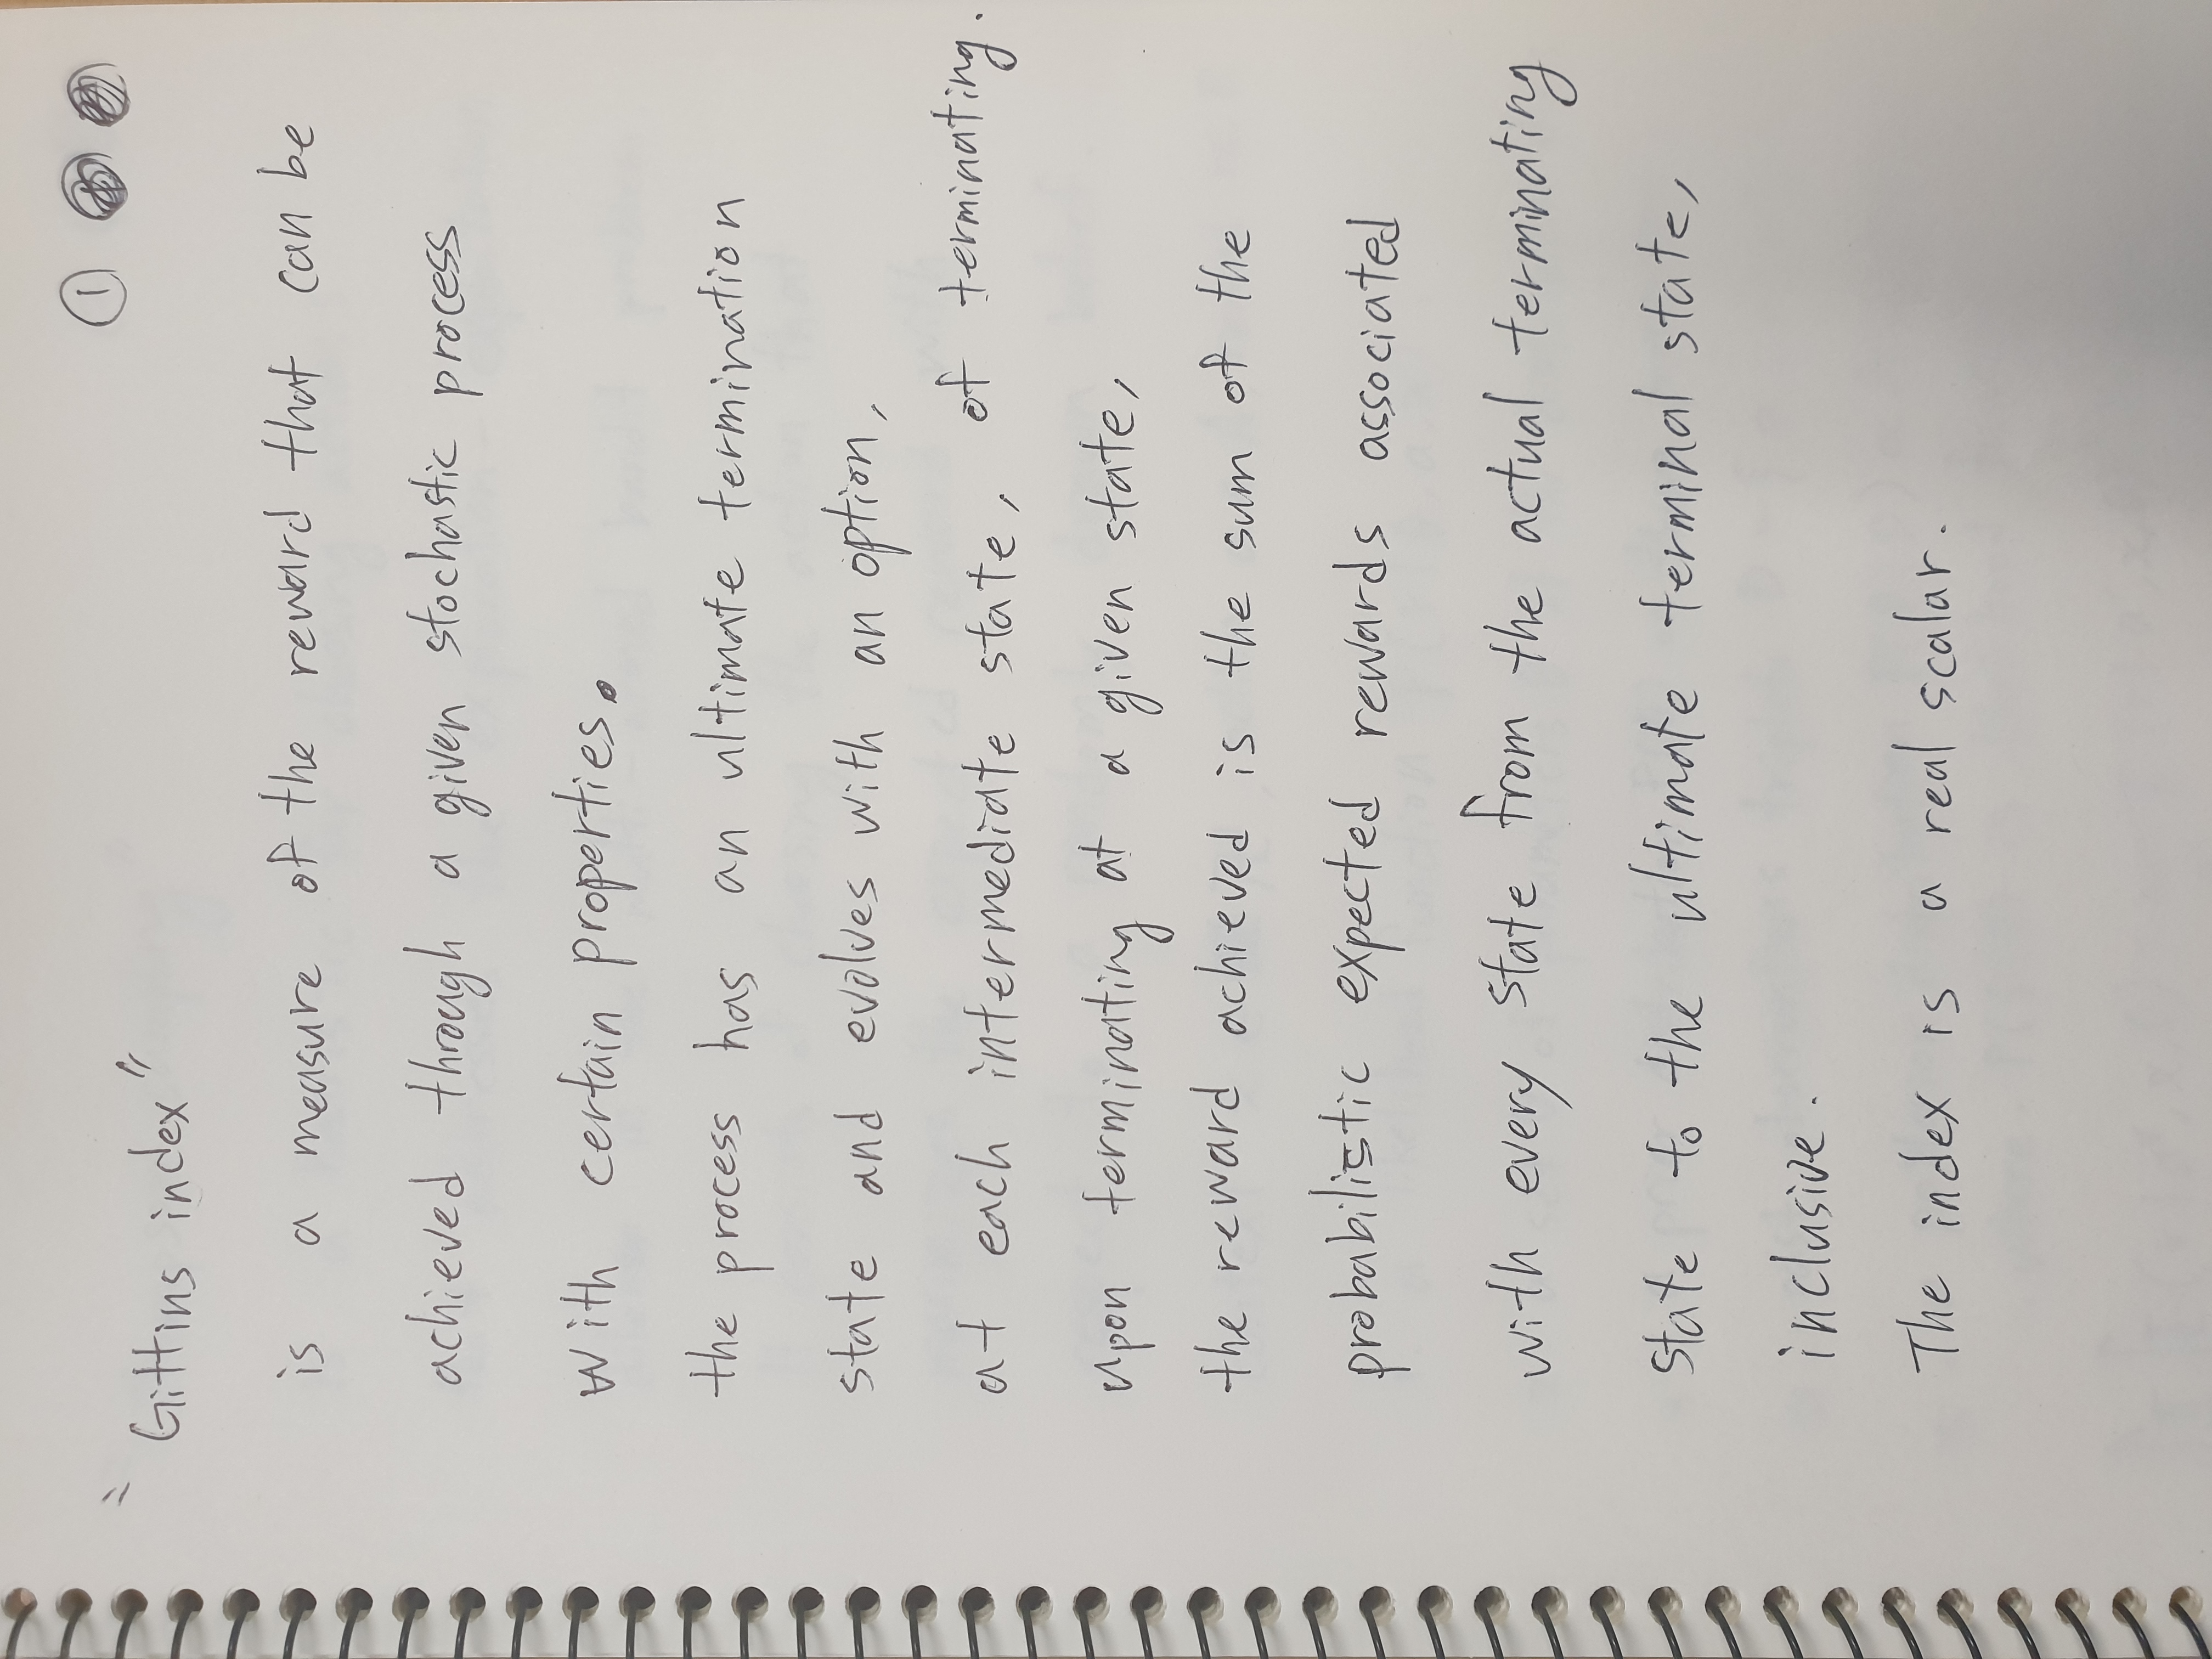 ①
"Gittins index"
is a measure of the reward that can be
achieved through a given stochastic process
with certain properties.
the process has an ultimate termination
state and evolves with an option,
at each intermediate state, of terminating.
upon terminating at a given state,
the reward achieved is the sum of the
probabilistic expected rewards associated
with every state from the actual terminating
state to the ultimate terminal state,
inclusive.
The index is a real scalar.